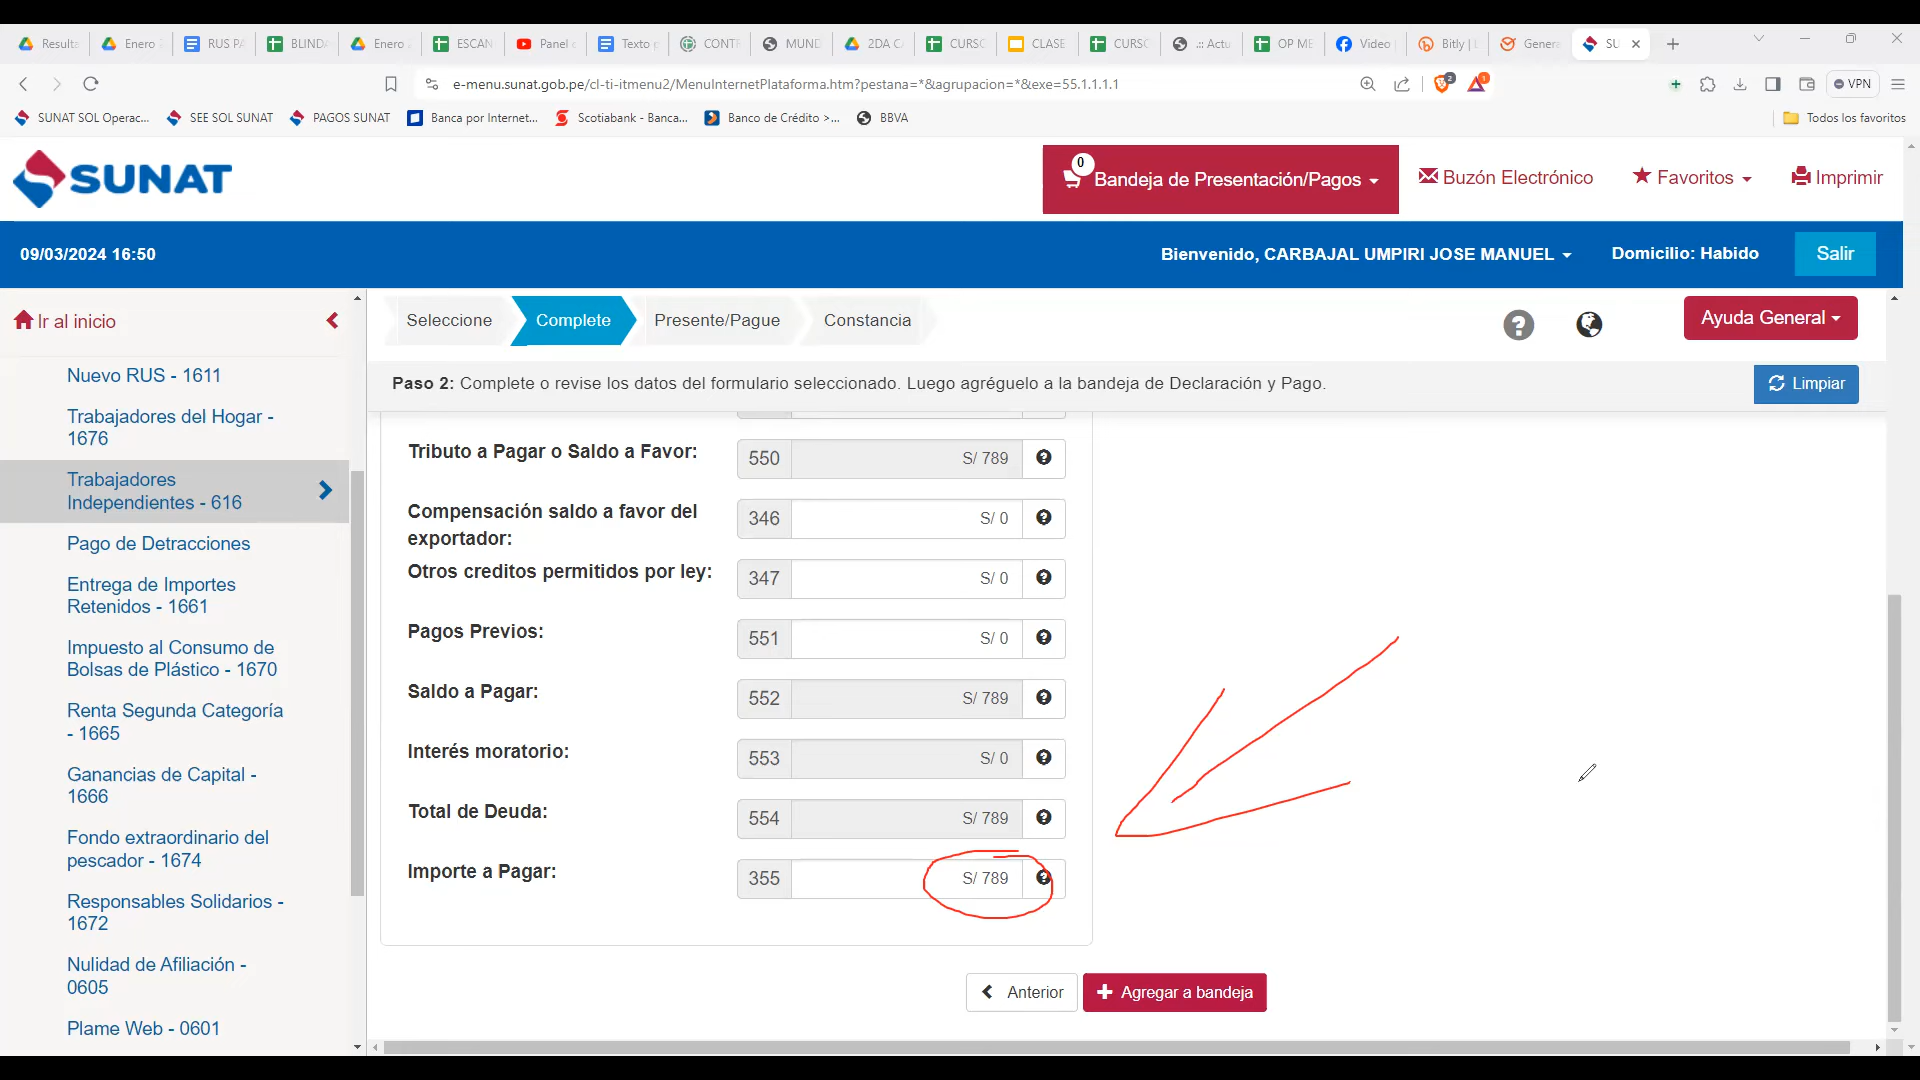 Resulta
Enero
RUS PA
BLINDA
Enero
ESCAN
Panel
Texto p
CONTR
MUND
2DA CA
CURSO
CLASE
CURSO
.:: Actu
OP ME
Video
Bitly | L
Genera
SU
e-menu.sunat.gob.pe/cl-ti-itmenu2/MenuInternetPlataforma.htm?pestana=*&agrupacion=*&exe=55.1.1.1.1
2
1
VPN
SUNAT SOL Operac...
SEE SOL SUNAT
PAGOS SUNAT
Banca por Internet...
Scotiabank - Banca...
Banco de Crédito >...
BBVA
Todos los favoritos
SUNAT
0
Bandeja de Presentación/Pagos
Buzón Electrónico
Favoritos
Imprimir
09/03/2024 16:50
Bienvenido, CARBAJAL UMPIRI JOSE MANUEL
Domicilio: Habido
Salir
Ir al inicio
Nuevo RUS - 1611
Trabajadores del Hogar -
1676
Trabajadores
Independientes - 616
Pago de Detracciones
Entrega de Importes
Retenidos - 1661
Impuesto al Consumo de
Bolsas de Plástico - 1670
Renta Segunda Categoría
- 1665
Ganancias de Capital -
1666
Fondo extraordinario del
pescador - 1674
Responsables Solidarios -
1672
Nulidad de Afiliación -
0605
Plame Web - 0601
Seleccione
Complete
Presente/Pague
Constancia
?
Ayuda General
Paso 2: Complete o revise los datos del formulario seleccionado. Luego agréguelo a la bandeja de Declaración y Pago.
Limpiar
Tributo a Pagar o Saldo a Favor: 550 S/ 789 ?
Compensación saldo a favor del
exportador: 346 S/ 0 ?
Otros creditos permitidos por ley: 347 S/ 0 ?
Pagos Previos: 551 S/ 0 ?
Saldo a Pagar: 552 S/ 789 ?
Interés moratorio: 553 S/ 0 ?
Total de Deuda: 554 S/ 789 ?
Importe a Pagar: 355 S/ 789 ?
Anterior
Agregar a bandeja